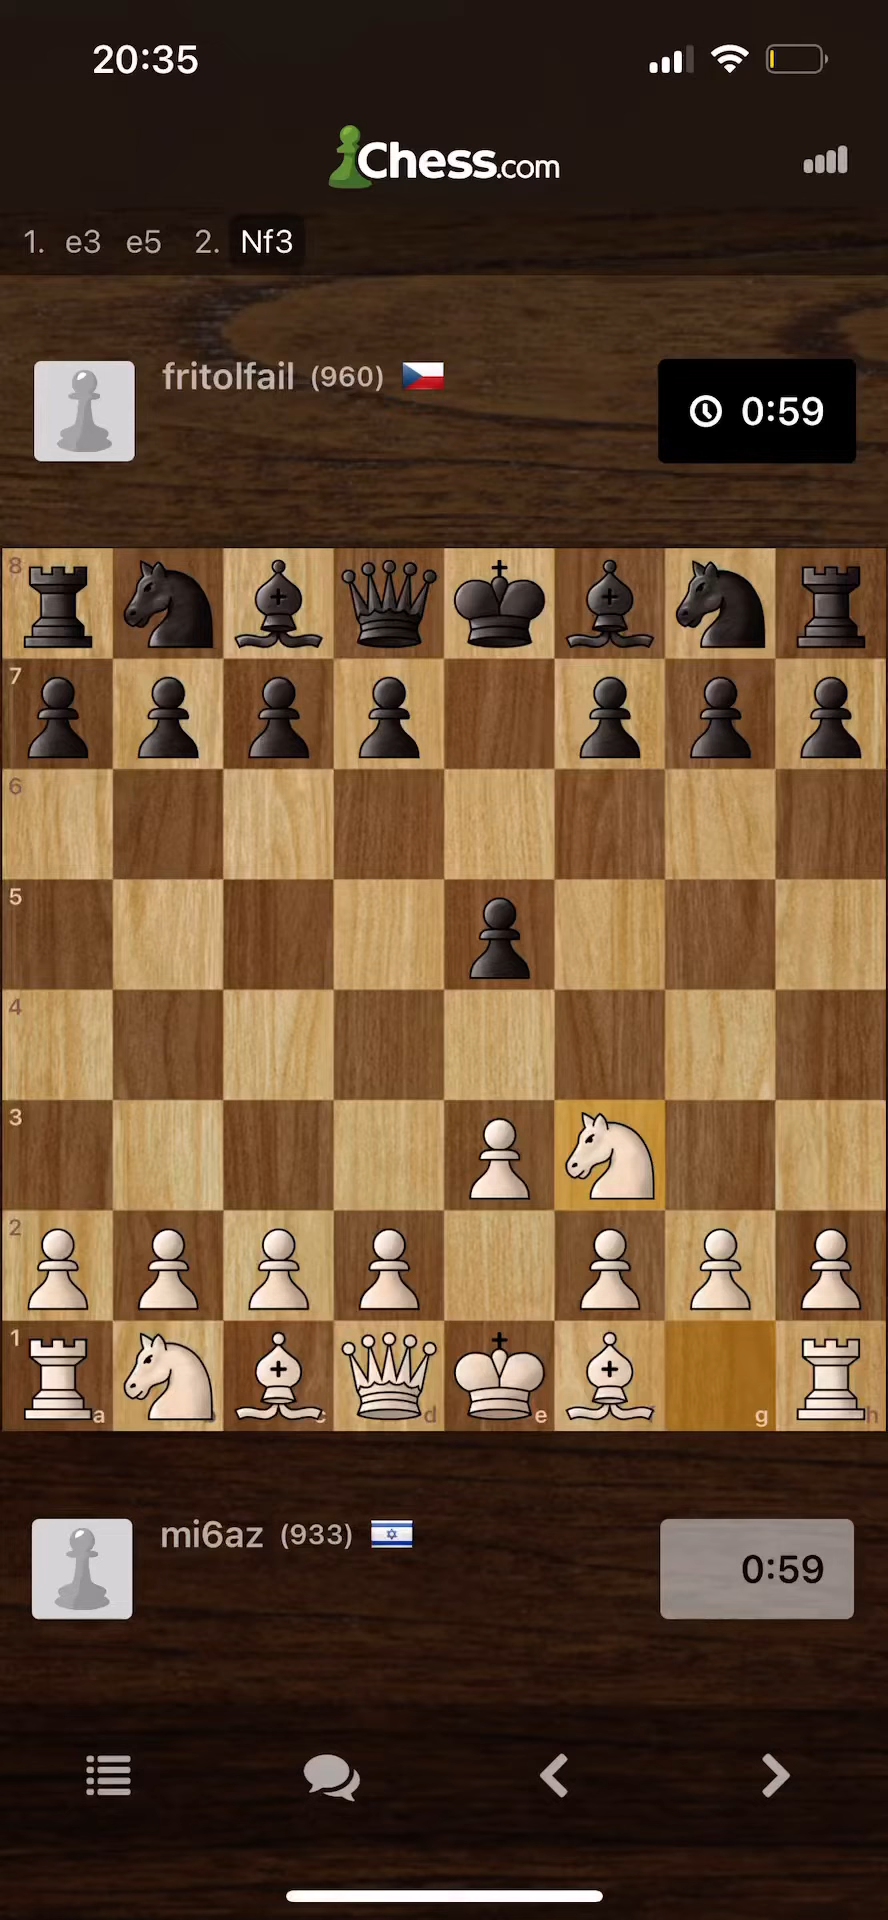 20:35
Chess.com
1. e3 e5 2. Nf3
fritolfail (960)
0:59
8
7
6
5
4
3
2
1
a c d e g h
mi6az (933)
0:59